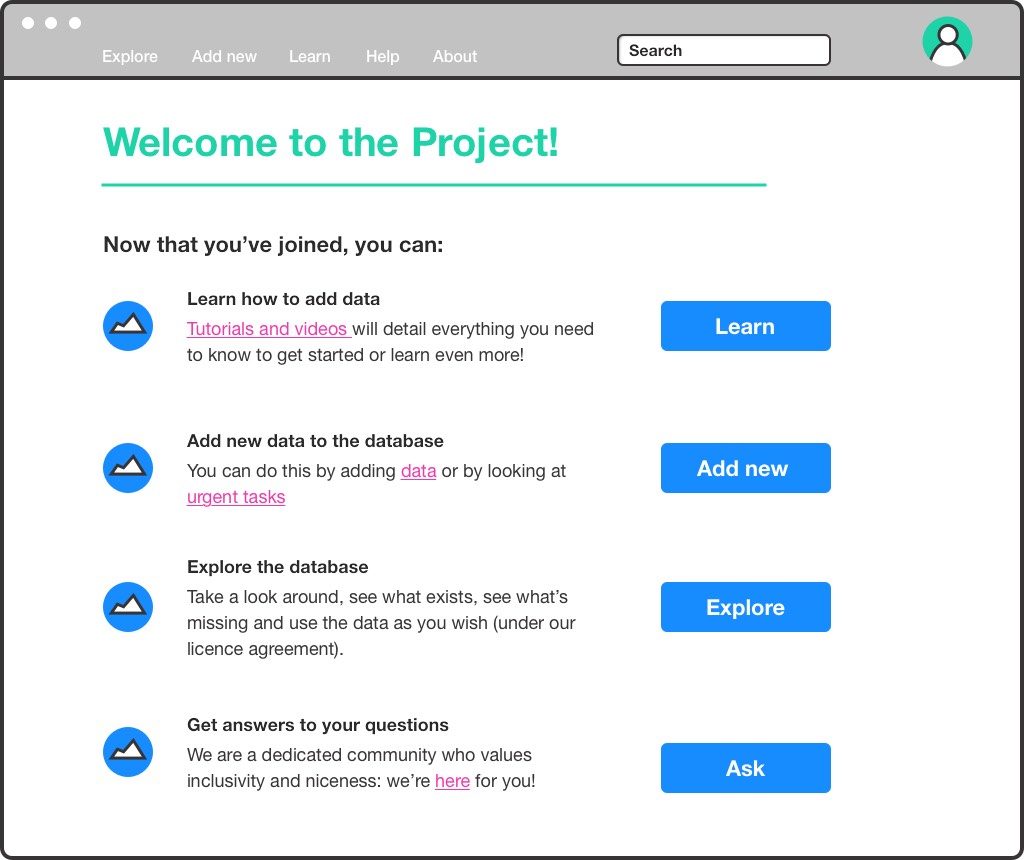 Explore Add new Learn Help About Search
Welcome to the Project!
Now that you’ve joined, you can:
Learn how to add data
Tutorials and videos will detail everything you need
to know to get started or learn even more!
Learn
Add new data to the database
You can do this by adding data or by looking at
urgent tasks
Add new
Explore the database
Take a look around, see what exists, see what’s
missing and use the data as you wish (under our
licence agreement).
Explore
Get answers to your questions
We are a dedicated community who values
inclusivity and niceness: we’re here for you!
Ask